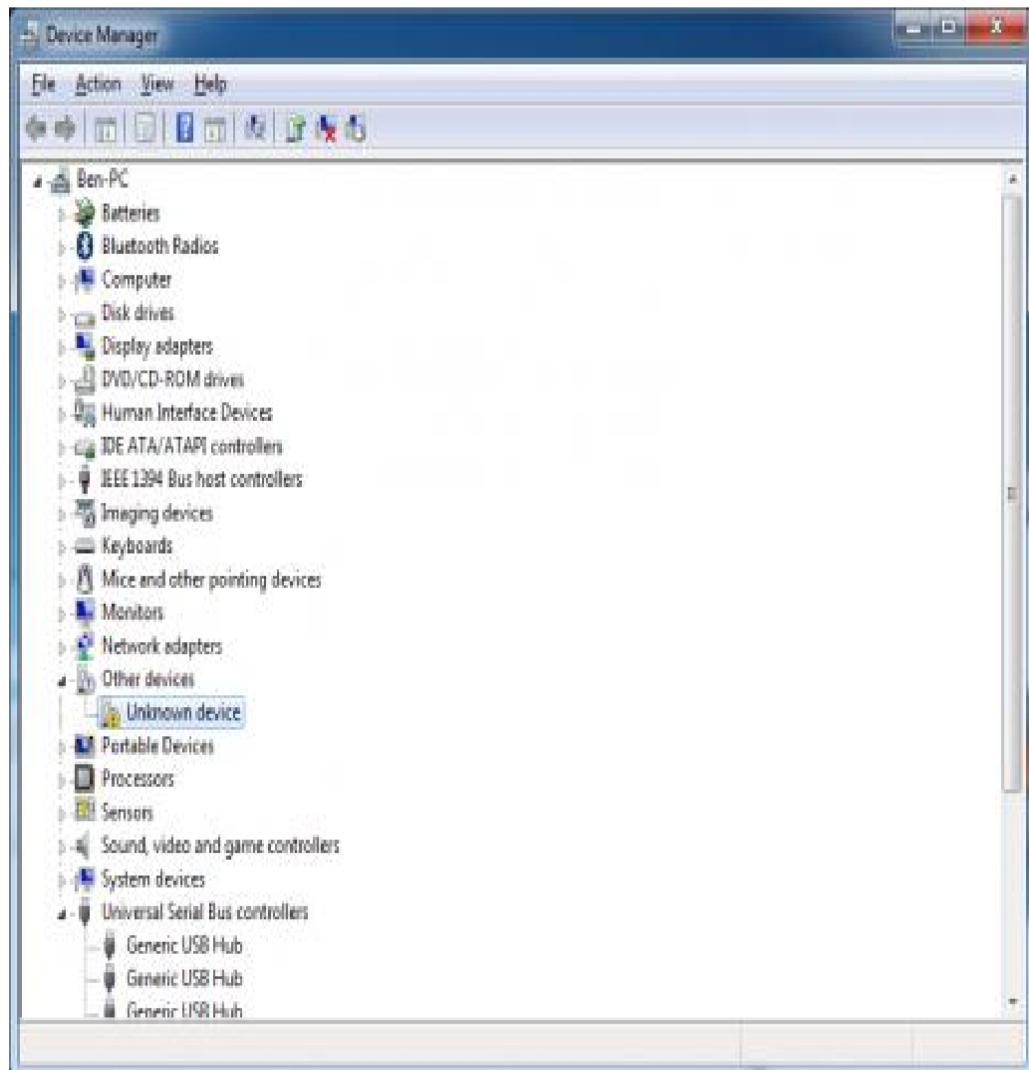 Device Manager
File Action View Help
Ben-PC
Batteries
Bluetooth Radios
Computer
Disk drives
Display adapters
DVD/CD-ROM drives
Human Interface Devices
IDE ATA/ATAPI controllers
IEEE 1394 Bus host controllers
Imaging devices
Keyboards
Mice and other pointing devices
Monitors
Network adapters
Other devices
Unknown device
Portable Devices
Processors
Sensors
Sound, video and game controllers
System devices
Universal Serial Bus controllers
Generic USB Hub
Generic USB Hub
Generic USB Hub